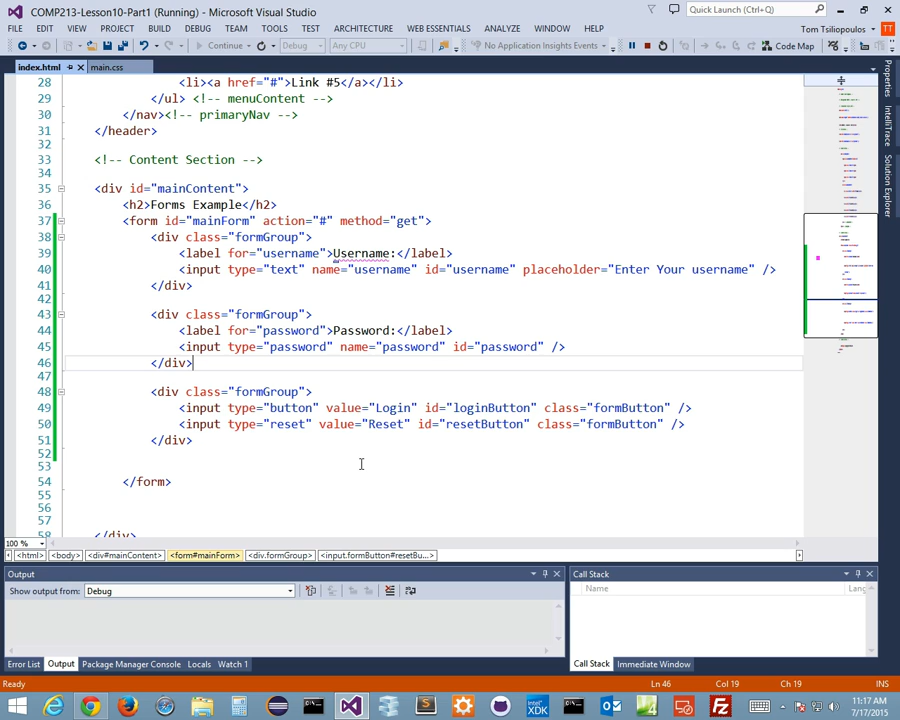 COMP213-Lesson10-Part1 (Running) - Microsoft Visual Studio
Quick Launch (Ctrl+Q)
FILE EDIT VIEW PROJECT BUILD DEBUG TEAM SQL TOOLS TEST ARCHITECTURE WEB ESSENTIALS ANALYZE WINDOW HELP
Tom Tsiliopoulos TT
Continue Debug Any CPU No Application Insights Events Code Map
index.html main.css
28 <li><a href="#">Link #5</a></li>
29 </ul> <!-- menuContent -->
30 </nav><!-- primaryNav -->
31 </header>
32
33 <!-- Content Section -->
34
35 <div id="mainContent">
36 <h2>Forms Example</h2>
37 <form id="mainForm" action="#" method="get">
38 <div class="formGroup">
39 <label for="username">Username:</label>
40 <input type="text" name="username" id="username" placeholder="Enter Your username" />
41 </div>
42
43 <div class="formGroup">
44 <label for="password">Password:</label>
45 <input type="password" name="password" id="password" />
46 </div>
47
48 <div class="formGroup">
49 <input type="button" value="Login" id="loginButton" class="formButton" />
50 <input type="reset" value="Reset" id="resetButton" class="formButton" />
51 </div>
52
53
54 </form>
55
56
57
58 </div>
Properties
IntelliTrace
Solution Explorer
100 %
<html> <body> <div#mainContent> <form#mainForm> <div.formGroup> <input.formButton#resetBu...>
Output
Show output from: Debug
Call Stack
Name Lang
Error List Output Package Manager Console Locals Watch 1
Call Stack Immediate Window
Ready Ln 46 Col 19 Ch 19 INS
INTEL XDK
11:17 AM
7/17/2015